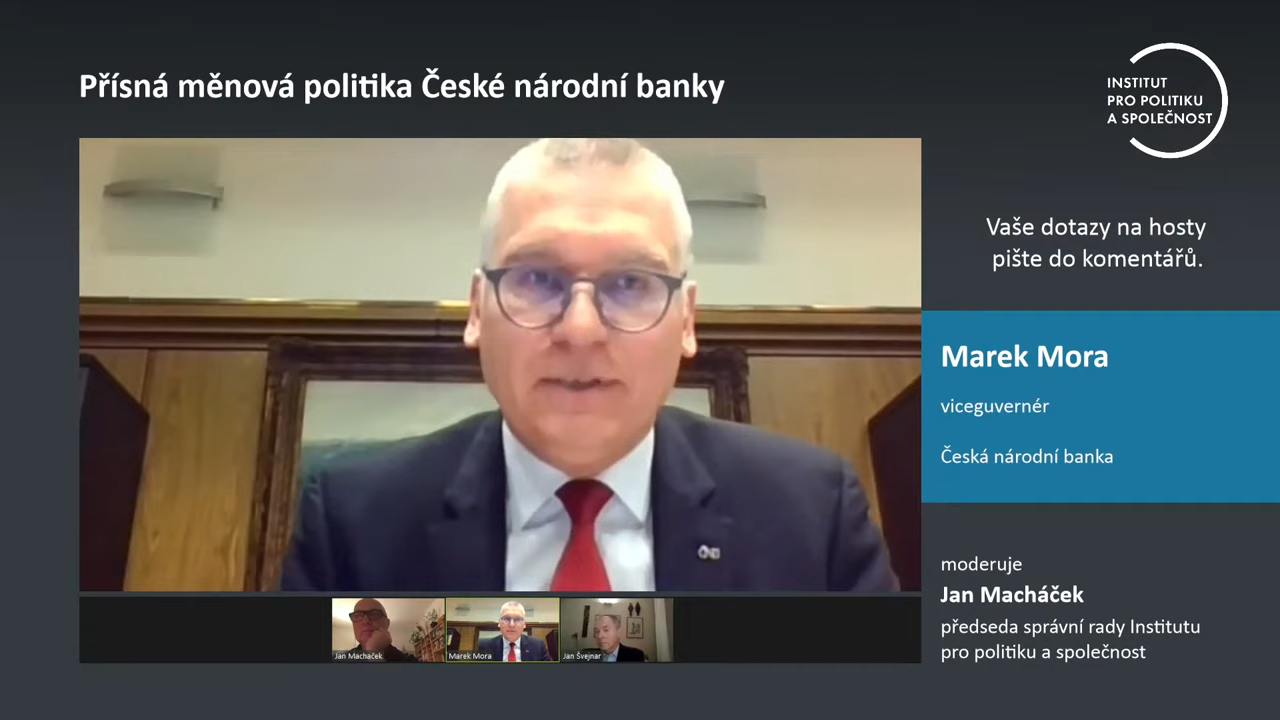 Přísná měnová politika České národní banky
INSTITUT
PRO POLITIKU
A SPOLEČNOST
Vaše dotazy na hosty
pište do komentářů.
Marek Mora
viceguvernér
Česká národní banka
moderuje
Jan Macháček
předseda správní rady Institutu
pro politiku a společnost
Jan Macháček
Marek Mora
Jan Švejnar